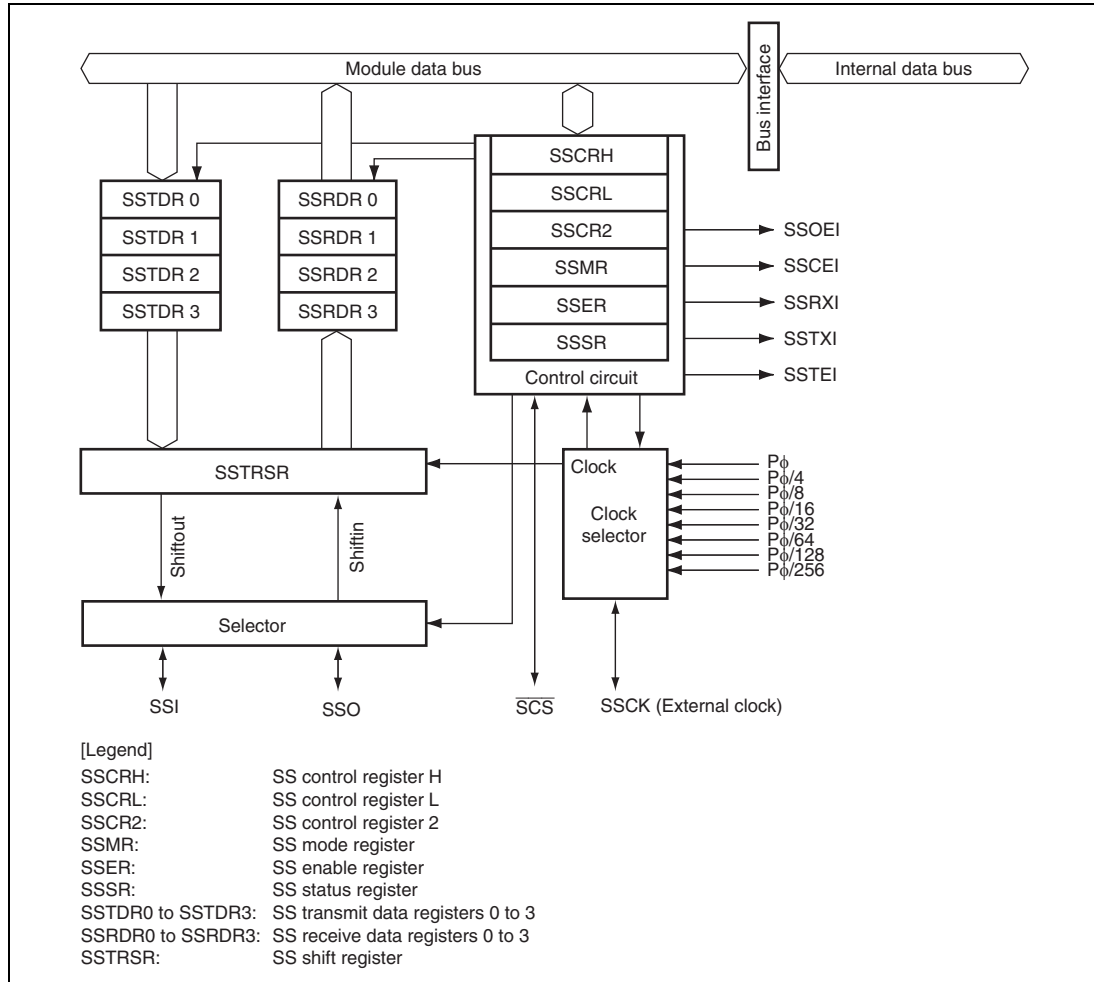 Module data bus
Bus interface
Internal data bus
SSCRH
SSCRL
SSCR2
SSMR
SSER
SSSR
Control circuit
SSTDR 0
SSTDR 1
SSTDR 2
SSTDR 3
SSRDR 0
SSRDR 1
SSRDR 2
SSRDR 3
SSOEI
SSCEI
SSRXI
SSTXI
SSTEI
SSTRSR
Clock
Clock
selector
Pϕ
Pϕ/4
Pϕ/8
Pϕ/16
Pϕ/32
Pϕ/64
Pϕ/128
Pϕ/256
Shiftout
Shiftin
Selector
SSI
SSO
SCS
SSCK (External clock)
[Legend]
SSCRH: SS control register H
SSCRL: SS control register L
SSCR2: SS control register 2
SSMR: SS mode register
SSER: SS enable register
SSSR: SS status register
SSTDR0 to SSTDR3: SS transmit data registers 0 to 3
SSRDR0 to SSRDR3: SS receive data registers 0 to 3
SSTRSR: SS shift register